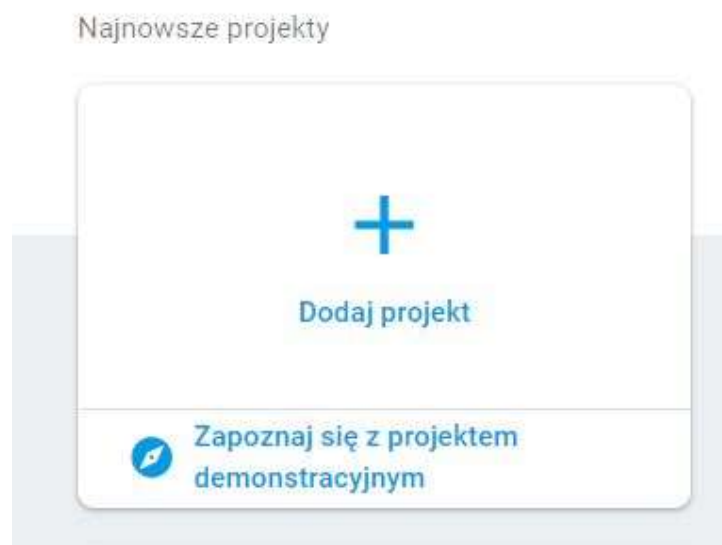 Najnowsze projekty
Dodaj projekt
Zapoznaj się z projektem
demonstracyjnym